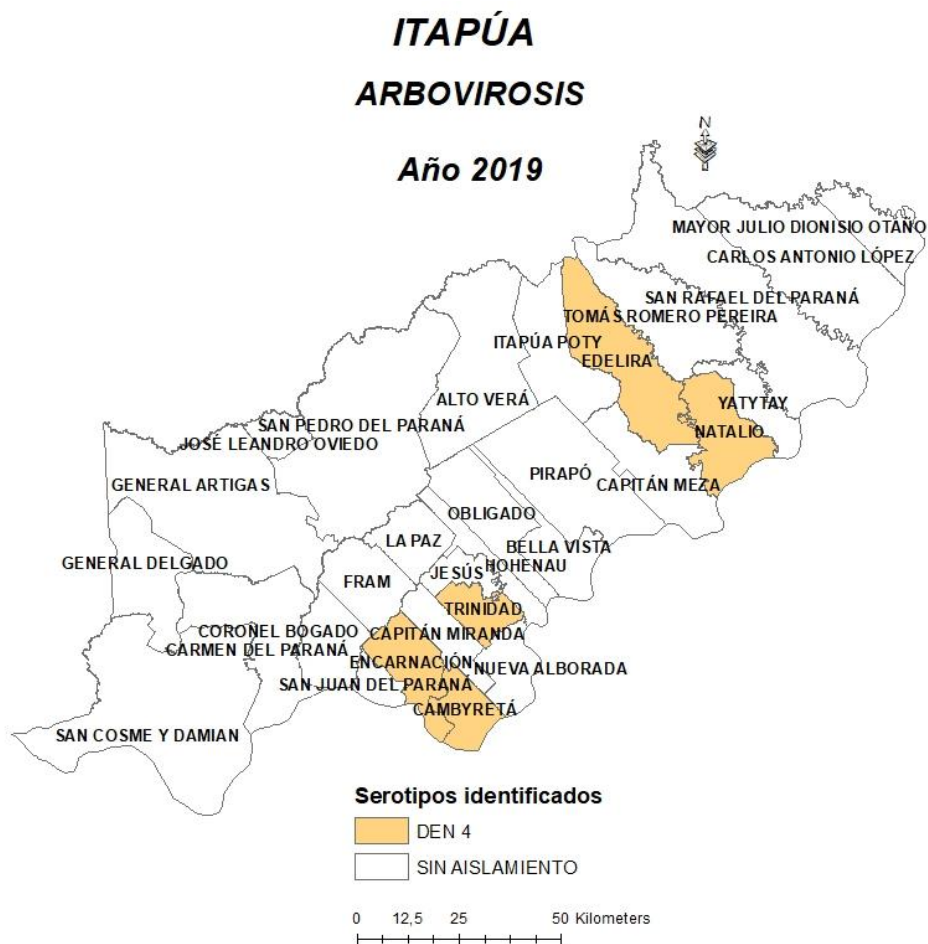 ITAPÚA
ARBOVIROSIS
Año 2019
N
MAYOR JULIO DIONISIO OTAÑO
CARLOS ANTONIO LÓPEZ
SAN RAFAEL DEL PARANÁ
TOMÁS ROMERO PEREIRA
ITAPÚA POTY
EDELIRA
ALTO VERÁ
YATYTAY
SAN PEDRO DEL PARANÁ
NATALIO
JOSÉ LEANDRO OVIEDO
PIRAPÓ
GENERAL ARTIGAS
CAPITÁN MEZA
OBLIGADO
LA PAZ
BELLA VISTA
GENERAL DELGADO
HOHENAU
JESÚS
FRAM
TRINIDAD
CORONEL BOGADO
CAPITÁN MIRANDA
CARMEN DEL PARANÁ
ENCARNACIÓN
NUEVA ALBORADA
SAN JUAN DEL PARANÁ
CAMBYRETÁ
SAN COSME Y DAMIAN
Serotipos identificados
DEN 4
SIN AISLAMIENTO
0 12,5 25 50 Kilometers